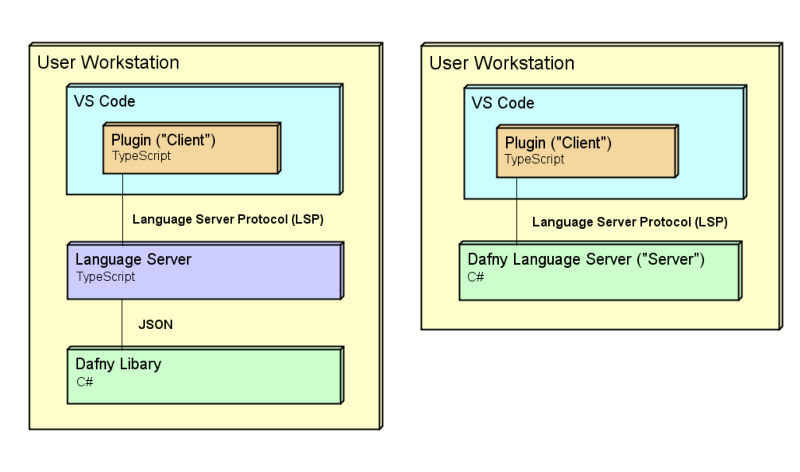 User Workstation
VS Code
Plugin ("Client")
TypeScript
Language Server Protocol (LSP)
Language Server
TypeScript
JSON
Dafny Libary
C#
User Workstation
VS Code
Plugin ("Client")
TypeScript
Language Server Protocol (LSP)
Dafny Language Server ("Server")
C#